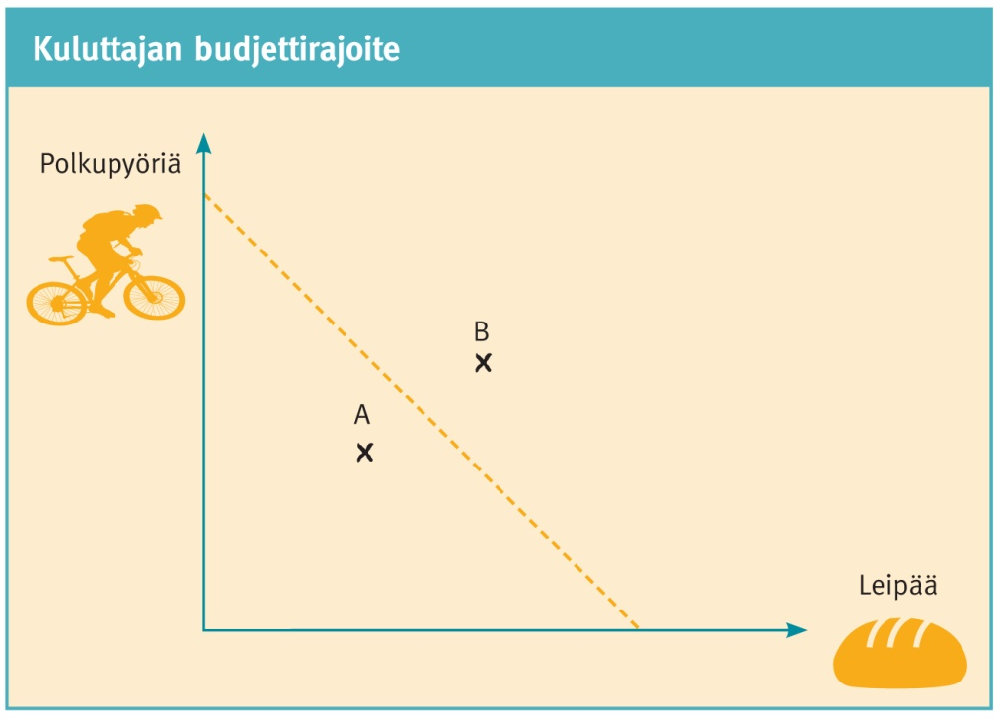 Kuluttajan budjettirajoite
Polkupyöriä
B
A
Leipää